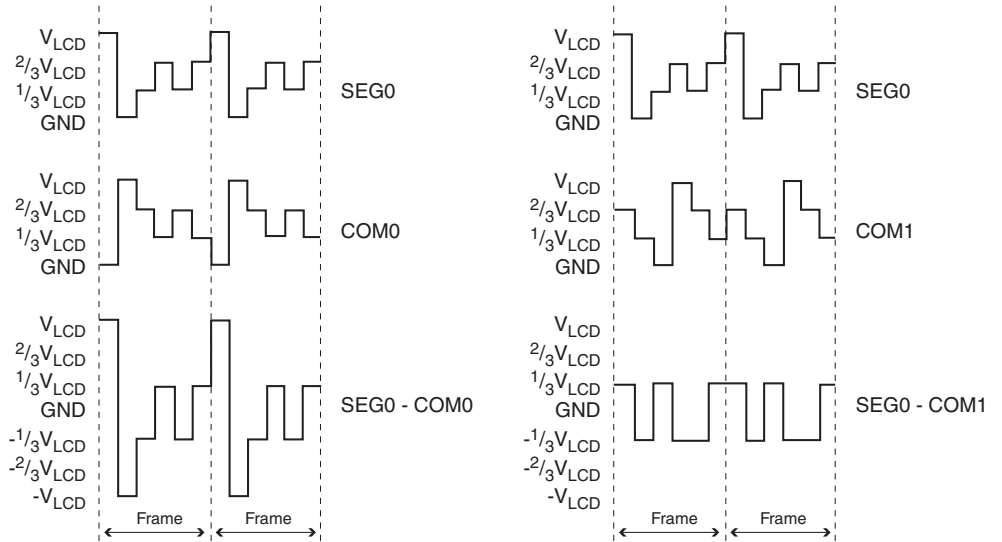 V_LCD
²/₃V_LCD
¹/₃V_LCD
GND
SEG0
V_LCD
²/₃V_LCD
¹/₃V_LCD
GND
COM0
V_LCD
²/₃V_LCD
¹/₃V_LCD
GND
-¹/₃V_LCD
-²/₃V_LCD
-V_LCD
SEG0 - COM0
Frame
Frame
V_LCD
²/₃V_LCD
¹/₃V_LCD
GND
SEG0
V_LCD
²/₃V_LCD
¹/₃V_LCD
GND
COM1
V_LCD
²/₃V_LCD
¹/₃V_LCD
GND
-¹/₃V_LCD
-²/₃V_LCD
-V_LCD
SEG0 - COM1
Frame
Frame